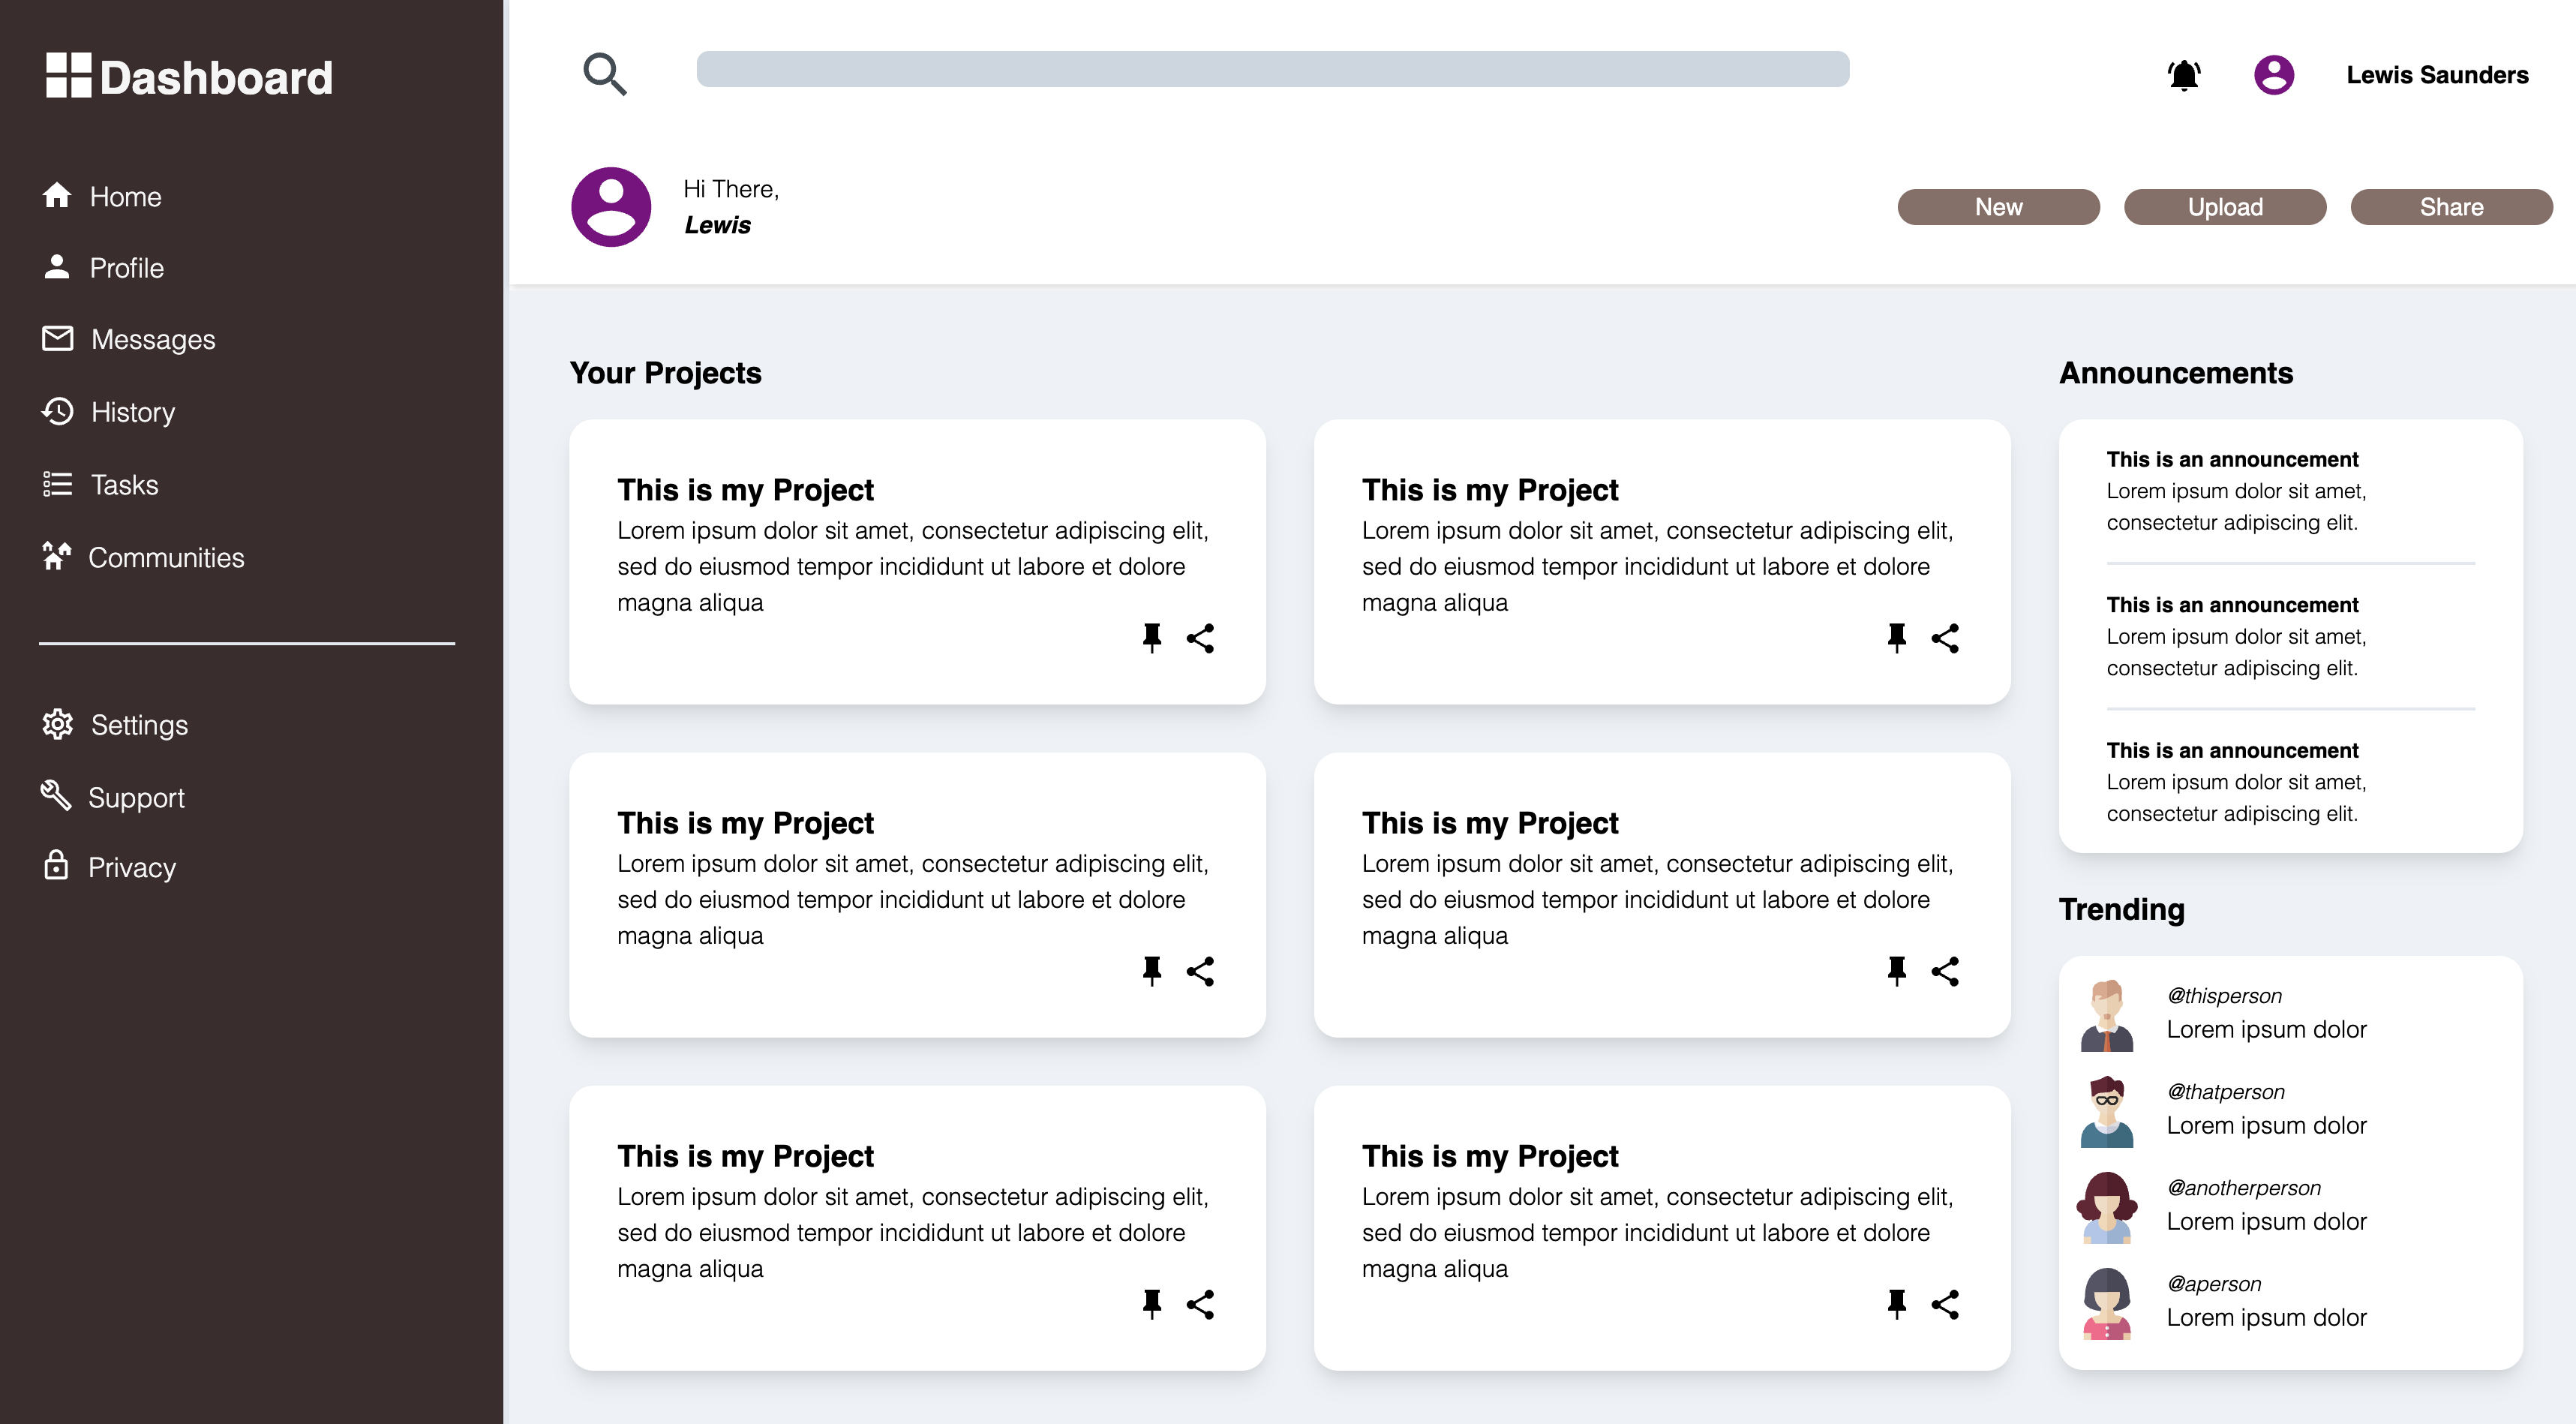 Dashboard
Home
Profile
Messages
History
Tasks
Communities
Settings
Support
Privacy
Lewis Saunders
Hi There,
Lewis
New
Upload
Share
Your Projects
This is my Project
Lorem ipsum dolor sit amet, consectetur adipiscing elit,
sed do eiusmod tempor incididunt ut labore et dolore
magna aliqua
This is my Project
Lorem ipsum dolor sit amet, consectetur adipiscing elit,
sed do eiusmod tempor incididunt ut labore et dolore
magna aliqua
This is my Project
Lorem ipsum dolor sit amet, consectetur adipiscing elit,
sed do eiusmod tempor incididunt ut labore et dolore
magna aliqua
This is my Project
Lorem ipsum dolor sit amet, consectetur adipiscing elit,
sed do eiusmod tempor incididunt ut labore et dolore
magna aliqua
This is my Project
Lorem ipsum dolor sit amet, consectetur adipiscing elit,
sed do eiusmod tempor incididunt ut labore et dolore
magna aliqua
This is my Project
Lorem ipsum dolor sit amet, consectetur adipiscing elit,
sed do eiusmod tempor incididunt ut labore et dolore
magna aliqua
Announcements
This is an announcement
Lorem ipsum dolor sit amet,
consectetur adipiscing elit.
This is an announcement
Lorem ipsum dolor sit amet,
consectetur adipiscing elit.
This is an announcement
Lorem ipsum dolor sit amet,
consectetur adipiscing elit.
Trending
@thisperson
Lorem ipsum dolor
@thatperson
Lorem ipsum dolor
@anotherperson
Lorem ipsum dolor
@aperson
Lorem ipsum dolor